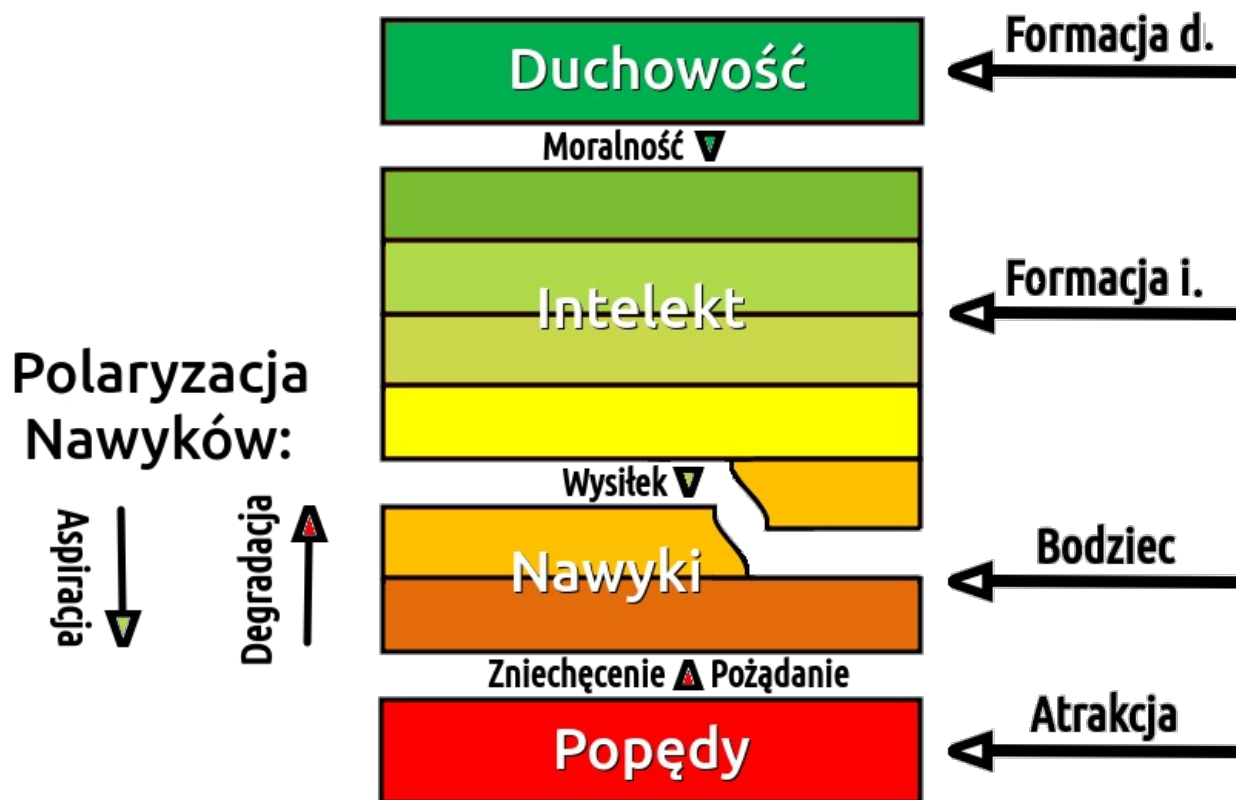 Duchowość
Formacja d.
Moralność
Intelekt
Formacja i.
Polaryzacja
Nawyków:
Aspiracja
Degradacja
Wysiłek
Nawyki
Bodziec
Zniechęcenie Pożądanie
Popędy
Atrakcja